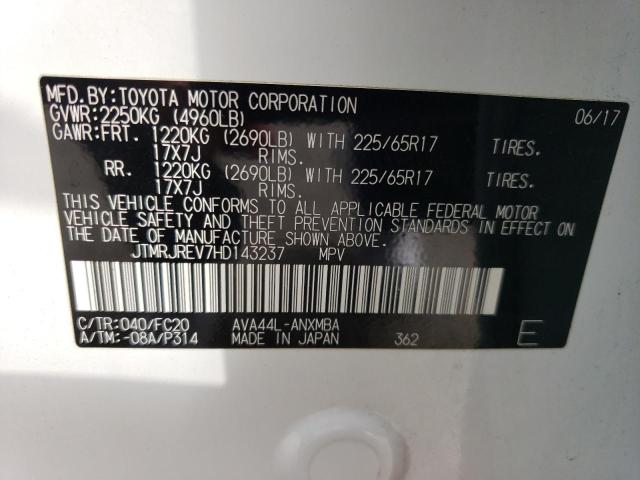 MFD.BY:TOYOTA MOTOR CORPORATION 06/17
GVWR:2250KG (4960LB)
GAWR:FRT. 1220KG (2690LB) WITH 225/65R17 TIRES.
17X7J RIMS.
RR. 1220KG (2690LB) WITH 225/65R17 TIRES.
17X7J RIMS.
THIS VEHICLE CONFORMS TO ALL APPLICABLE FEDERAL MOTOR
VEHICLE SAFETY AND THEFT PREVENTION STANDARDS IN EFFECT ON
THE DATE OF MANUFACTURE SHOWN ABOVE.
JTMRJREV7HD143237 MPV
C/TR:040/FC20 AVA44L-ANXMBA
A/TM:-08A/P314 MADE IN JAPAN 362 E